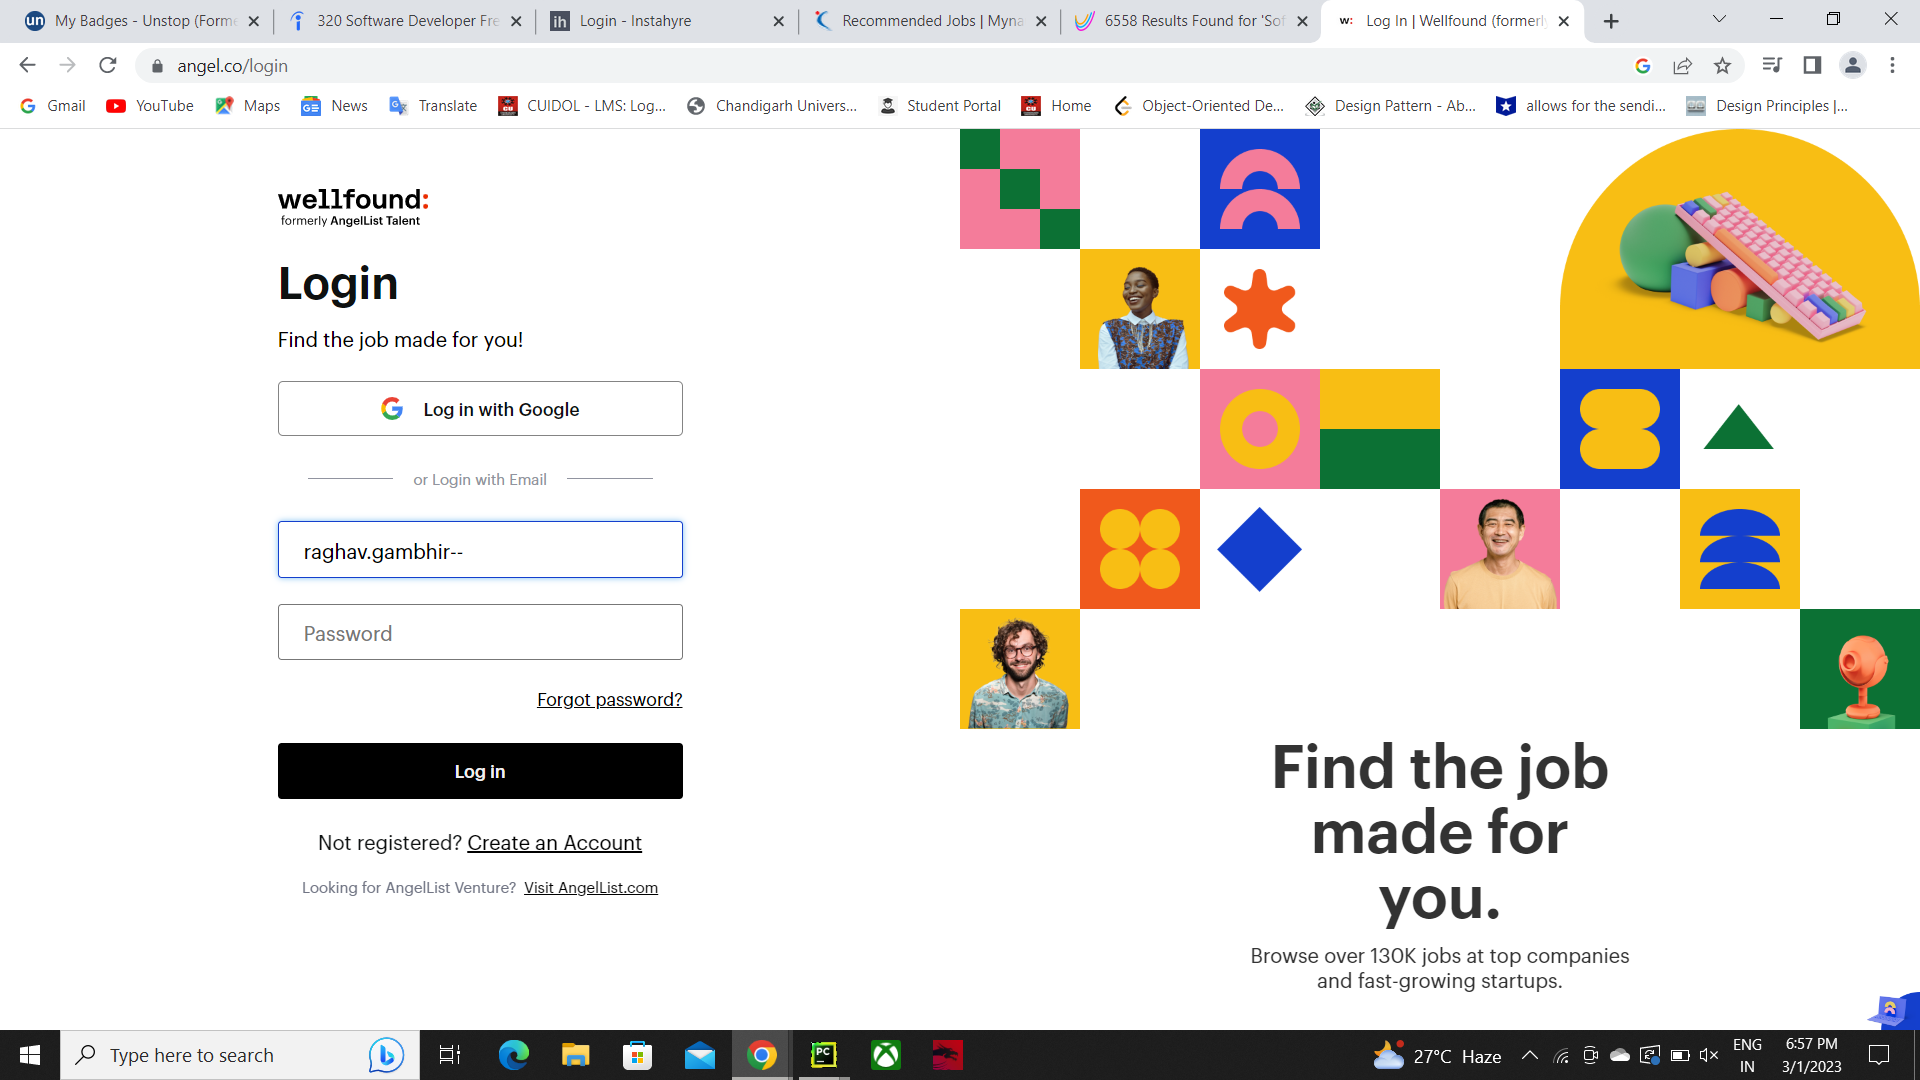 un My Badges - Unstop (Forme
320 Software Developer Fre
ih Login - Instahyre
Recommended Jobs | Myna
6558 Results Found for 'Sof
w: Log In | Wellfound (formerly
angel.co/login
Gmail
YouTube
Maps
News
Translate
CUIDOL - LMS: Log...
Chandigarh Univers...
Student Portal
Home
Object-Oriented De...
Design Pattern - Ab...
allows for the sendi...
Design Principles |...
wellfound:
formerly AngelList Talent
Login
Find the job made for you!
Log in with Google
or Login with Email
raghav.gambhir--
Password
Forgot password?
Log in
Not registered? Create an Account
Looking for AngelList Venture? Visit AngelList.com
Find the job
made for
you.
Browse over 130K jobs at top companies
and fast-growing startups.
Type here to search
PC
27°C Haze
ENG
IN
6:57 PM
3/1/2023